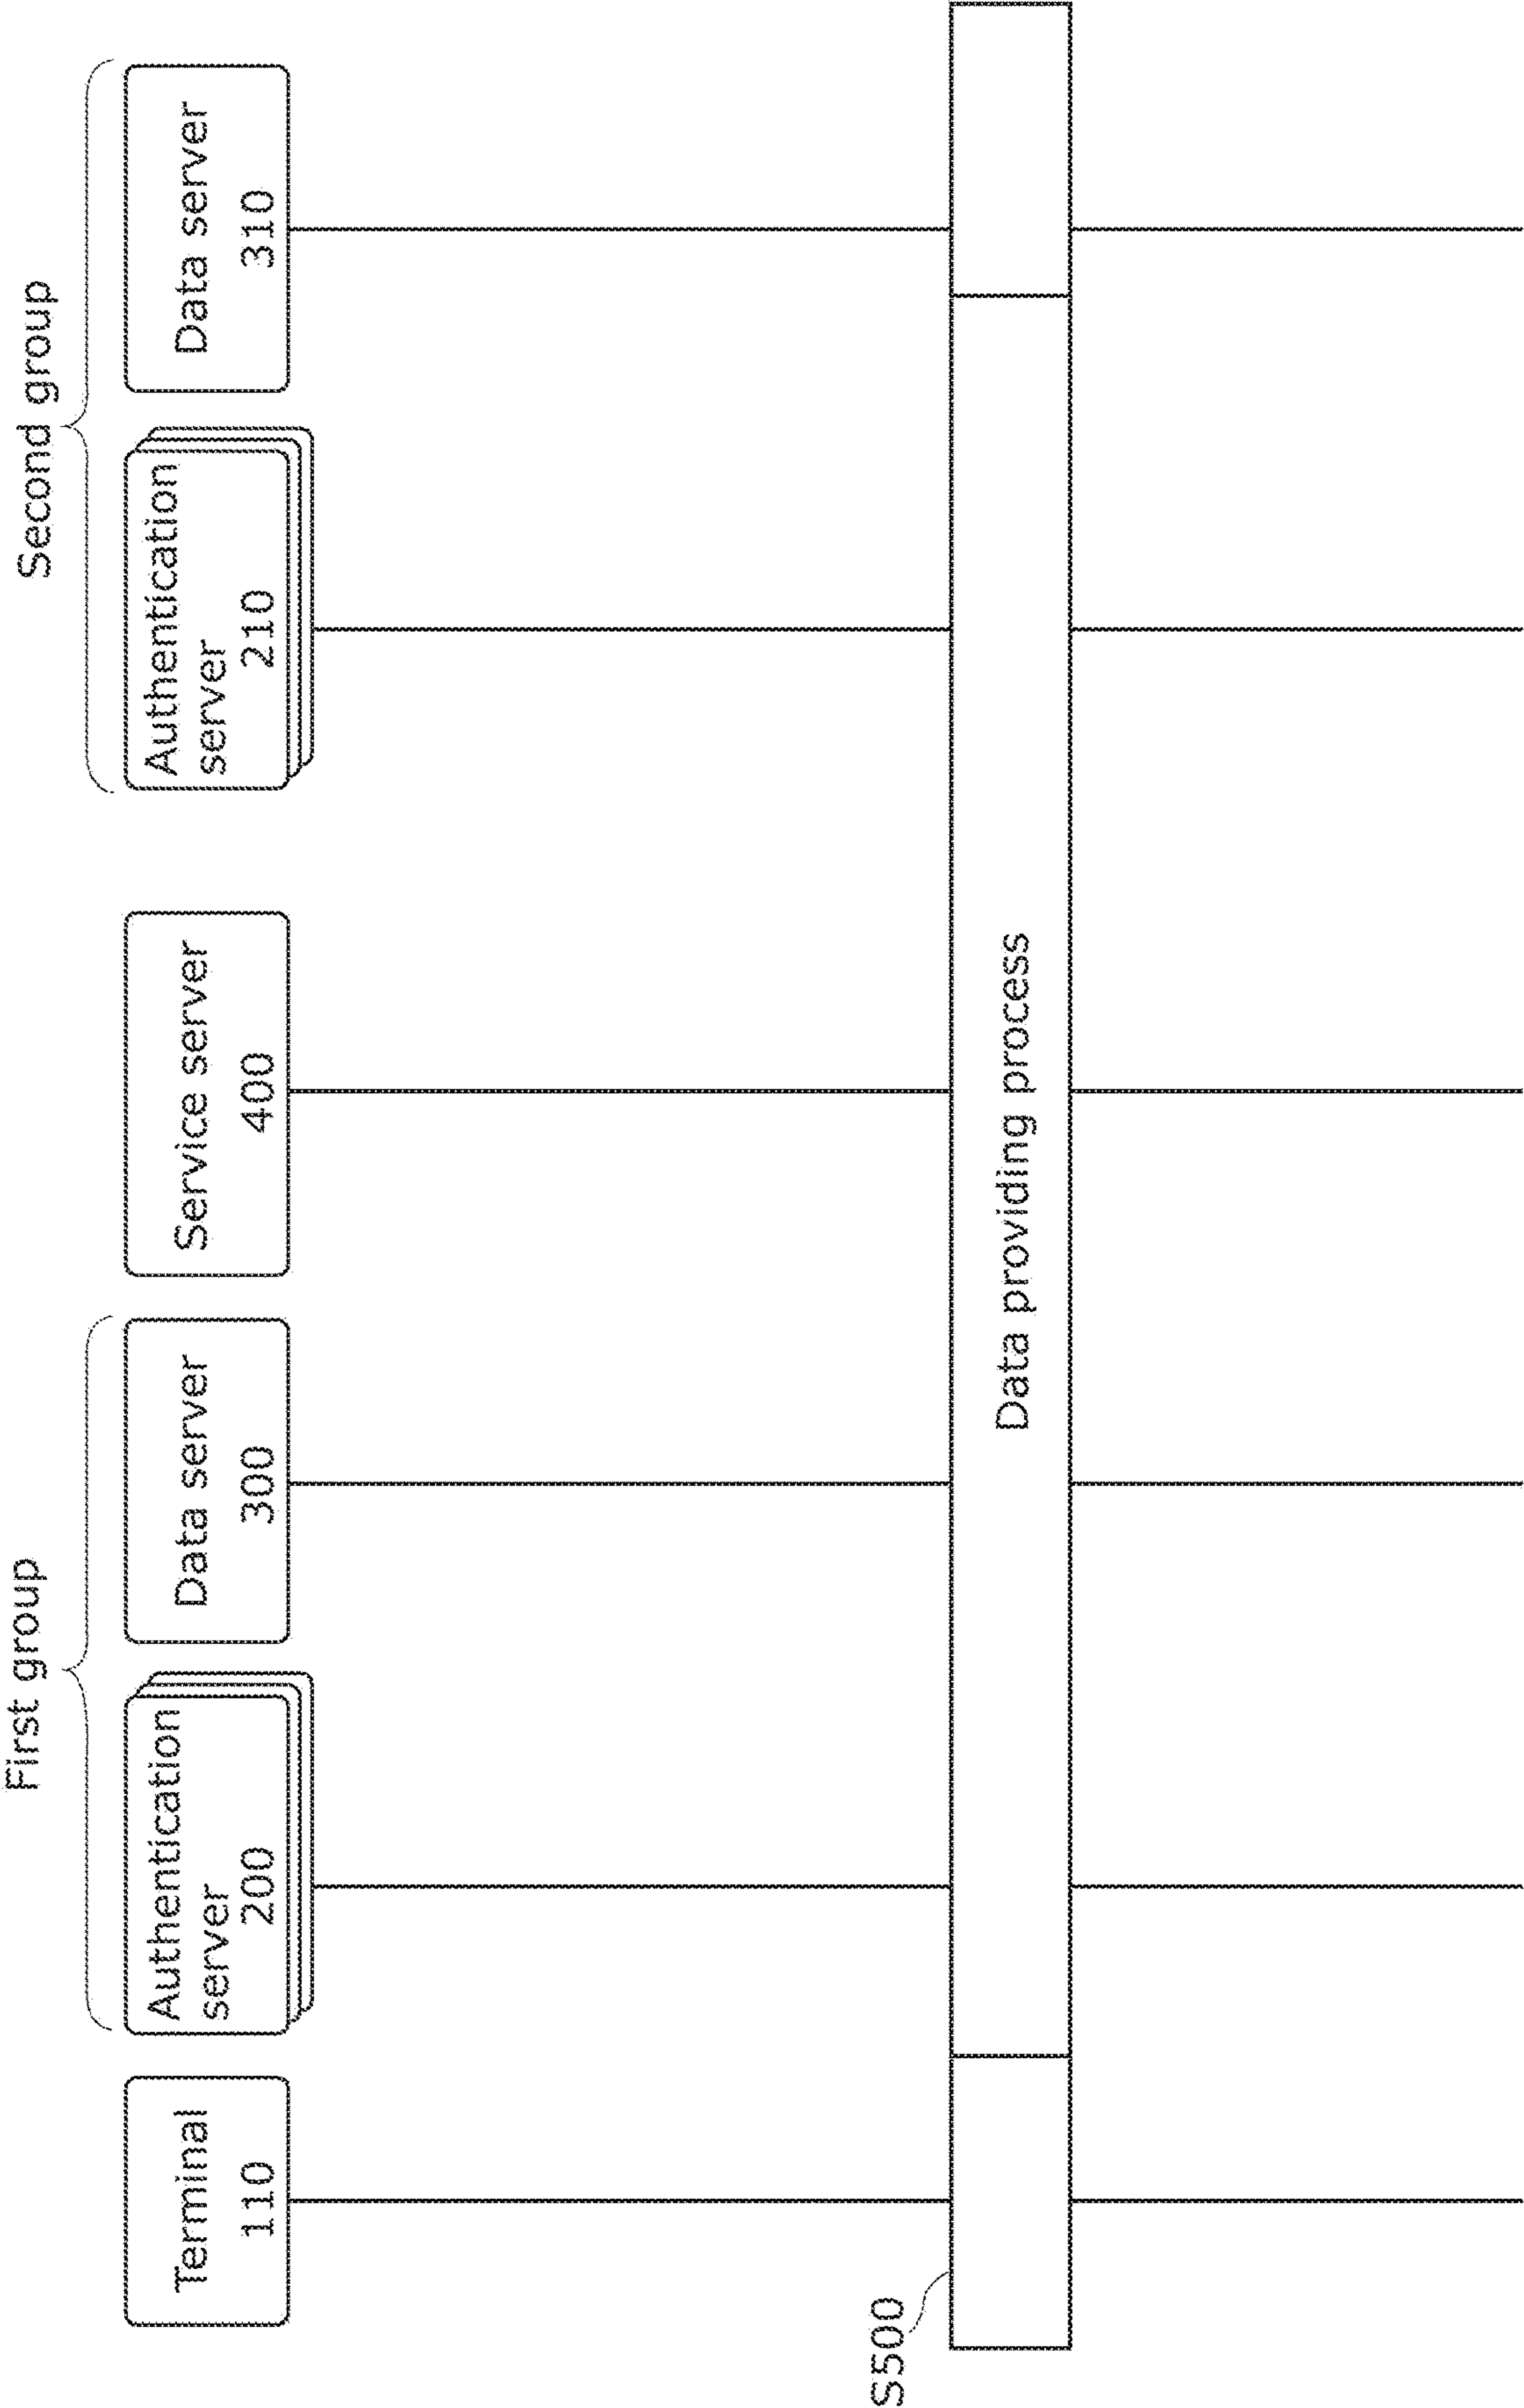 First group
Second group
Terminal
110
Authentication
server
200
Data server
300
Service server
400
Authentication
server
210
Data server
310
S500
Data providing process